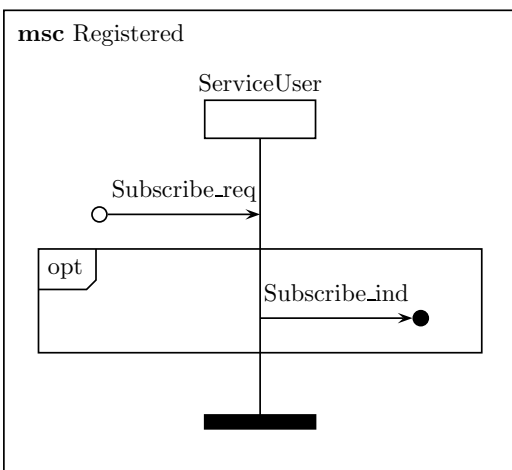 msc Registered
ServiceUser
Subscribe_req
opt
Subscribe_ind